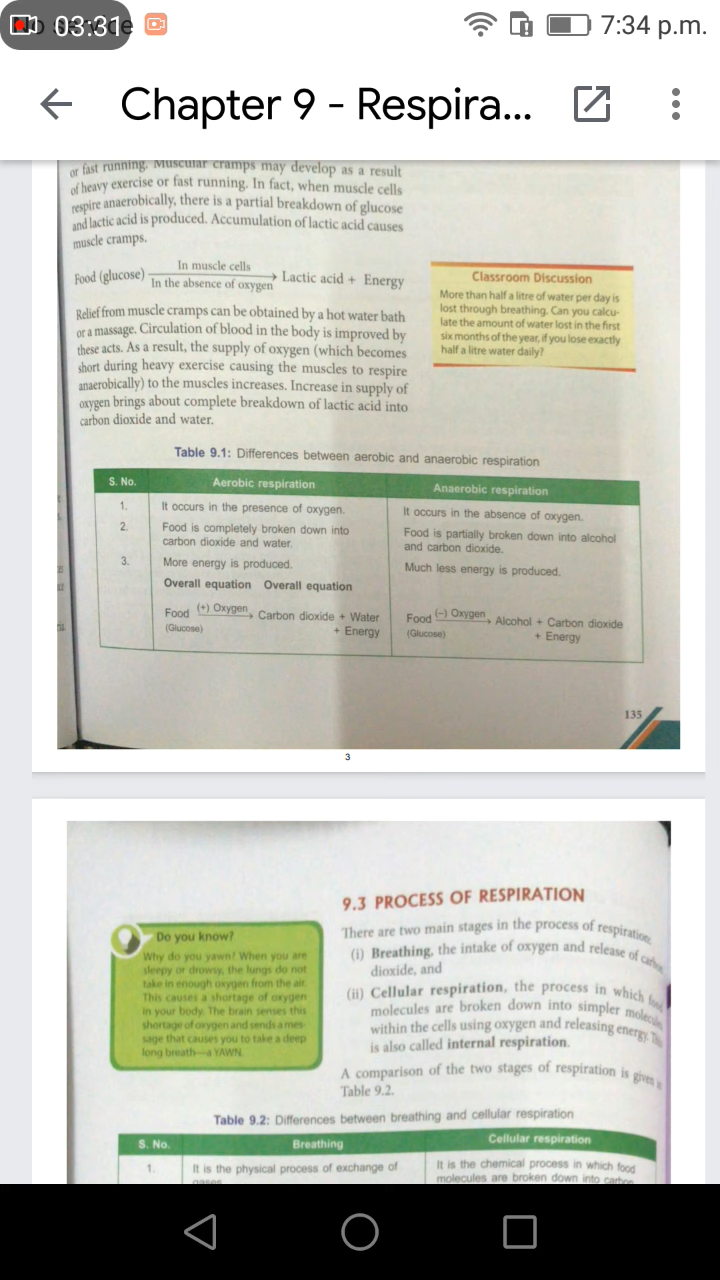 No service
03:31
7:34 p.m.
Chapter 9 - Respira...
or fast running. Muscular cramps may develop as a result
of heavy exercise or fast running. In fact, when muscle cells
respire anaerobically, there is a partial breakdown of glucose
and lactic acid is produced. Accumulation of lactic acid causes
muscle cramps.
Food (glucose) In muscle cells
In the absence of oxygen → Lactic acid + Energy
Relief from muscle cramps can be obtained by a hot water bath
or a massage. Circulation of blood in the body is improved by
these acts. As a result, the supply of oxygen (which becomes
short during heavy exercise causing the muscles to respire
anaerobically) to the muscles increases. Increase in supply of
oxygen brings about complete breakdown of lactic acid into
carbon dioxide and water.
Classroom Discussion
More than half a litre of water per day is
lost through breathing. Can you calcu-
late the amount of water lost in the first
six months of the year, if you lose exactly
half a litre water daily?
Table 9.1: Differences between aerobic and anaerobic respiration
S. No. Aerobic respiration Anaerobic respiration
1. It occurs in the presence of oxygen. It occurs in the absence of oxygen.
2. Food is completely broken down into Food is partially broken down into alcohol
carbon dioxide and water. and carbon dioxide.
3. More energy is produced. Much less energy is produced.
Overall equation Overall equation
Food (+) Oxygen → Carbon dioxide + Water Food (–) Oxygen → Alcohol + Carbon dioxide
(Glucose) + Energy (Glucose) + Energy
135
3
9.3 PROCESS OF RESPIRATION
There are two main stages in the process of respiration:
(i) Breathing, the intake of oxygen and release of carbon
dioxide, and
(ii) Cellular respiration, the process in which food
molecules are broken down into simpler molecules
within the cells using oxygen and releasing energy. This
is also called internal respiration.
A comparison of the two stages of respiration is given in
Table 9.2.
Do you know?
Why do you yawn? When you are
sleepy or drowsy, the lungs do not
take in enough oxygen from the air.
This causes a shortage of oxygen
in your body. The brain senses this
shortage of oxygen and sends a mes-
sage that causes you to take a deep
long breath—a YAWN.
Table 9.2: Differences between breathing and cellular respiration
S. No. Breathing Cellular respiration
1. It is the physical process of exchange of It is the chemical process in which food
gases molecules are broken down into carbon